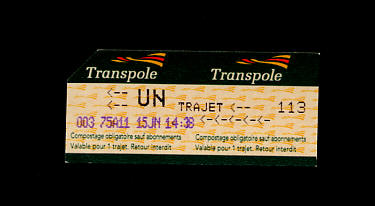 Transpole Transpole
<-- UN TRAJET <-- 113
<--
003 75A11 15JN 14:38 <-<-<-<-<-
Compostage obligatoire sauf abonnements Compostage obligatoire sauf abonnements
Valable pour 1 trajet. Retour interdit Valable pour 1 trajet. Retour interdit